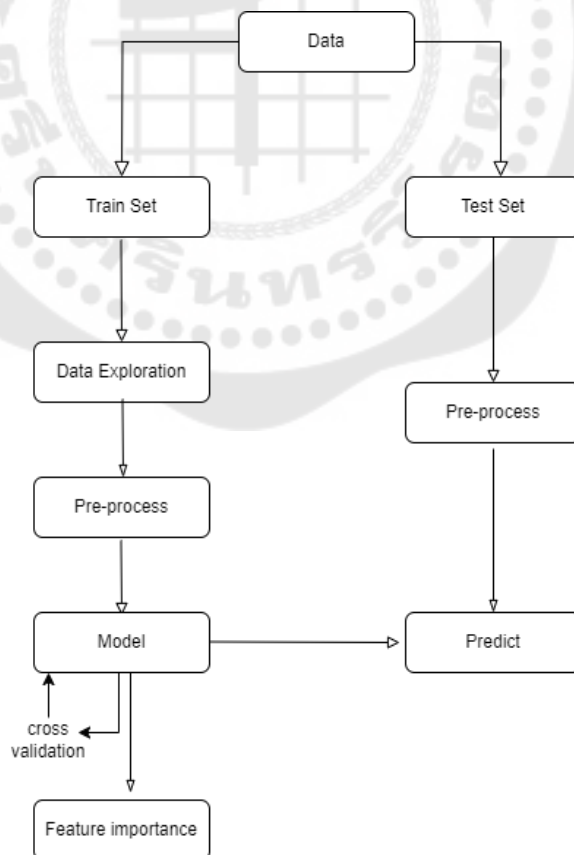 Data
Train Set
Test Set
Data Exploration
Pre-process
Pre-process
Model
Predict
cross
validation
Feature importance